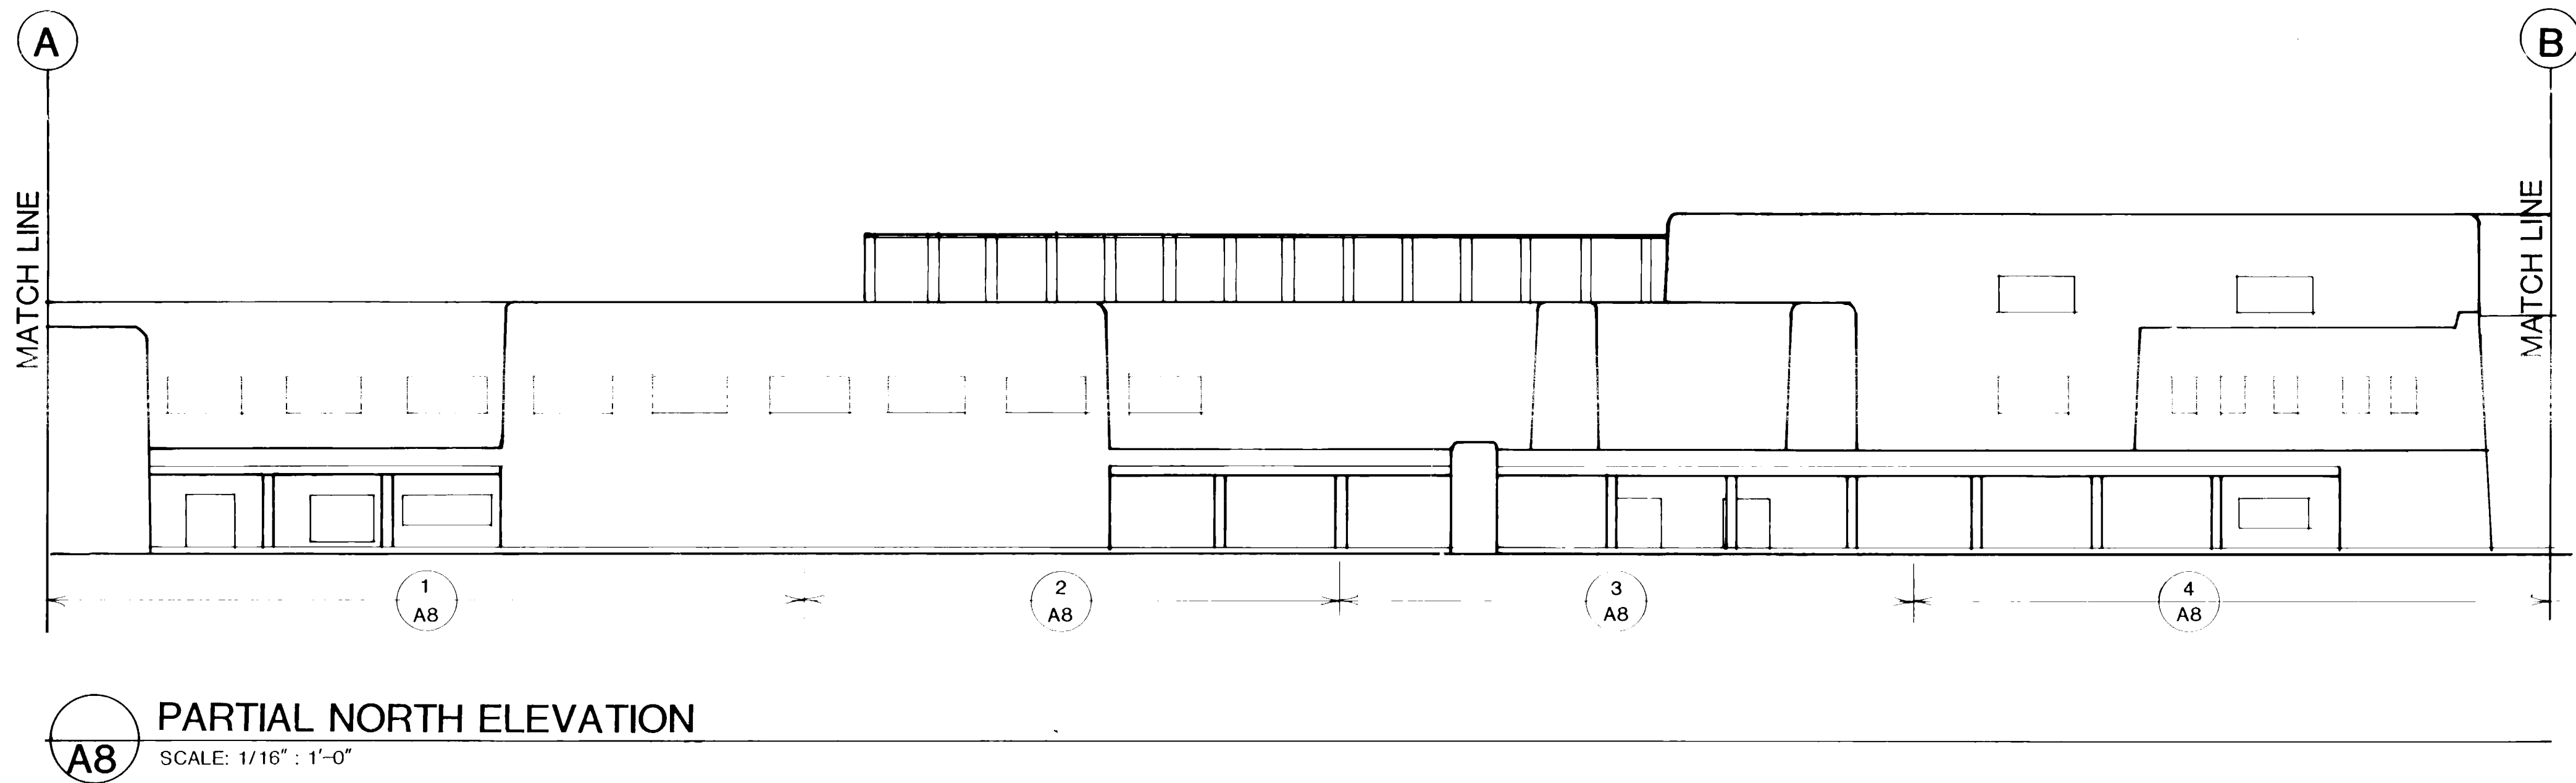 A
B
MATCH LINE
MATCH LINE
1
A8
2
A8
3
A8
4
A8
PARTIAL NORTH ELEVATION
A8
SCALE: 1/16" : 1'-0"